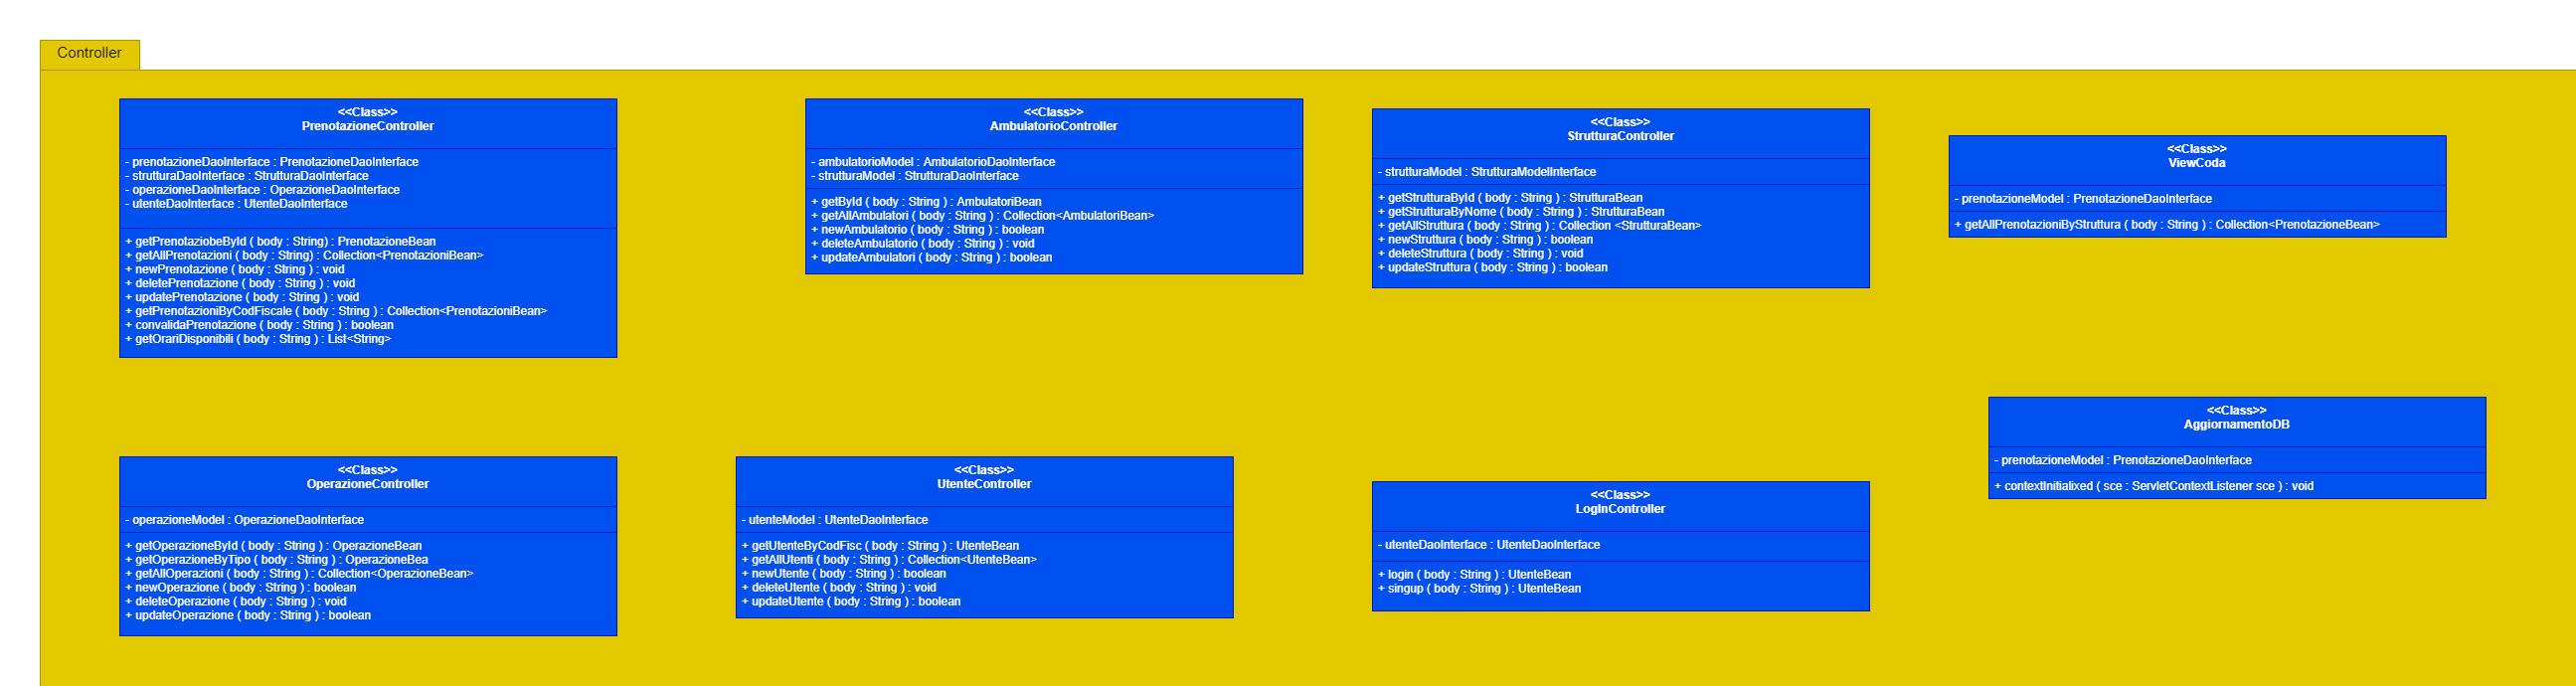 Controller
<<Class>>
PrenotazioneController
- prenotazioneDaoInterface : PrenotazioneDaoInterface
- strutturaDaoInterface : StrutturaDaoInterface
- operazioneDaoInterface : OperazioneDaoInterface
- utenteDaoInterface : UtenteDaoInterface
+ getPrenotaziobeById ( body : String) : PrenotazioneBean
+ getAllPrenotazioni ( body : String) : Collection<PrenotazioniBean>
+ newPrenotazione ( body : String ) : void
+ deletePrenotazione ( body : String ) : void
+ updatePrenotazione ( body : String ) : void
+ getPrenotazioniByCodFiscale ( body : String ) : Collection<PrenotazioniBean>
+ convalidaPrenotazione ( body : String ) : boolean
+ getOrariDisponibili ( body : String ) : List<String>
<<Class>>
AmbulatorioController
- ambulatorioModel : AmbulatorioDaoInterface
- strutturaModel : StrutturaDaoInterface
+ getById ( body : String ) : AmbulatoriBean
+ getAllAmbulatori ( body : String ) : Collection<AmbulatoriBean>
+ newAmbulatorio ( body : String ) : boolean
+ deleteAmbulatorio ( body : String ) : void
+ updateAmbulatori ( body : String ) : boolean
<<Class>>
StrutturaController
- strutturaModel : StrutturaModelInterface
+ getStrutturaById ( body : String ) : StrutturaBean
+ getStrutturaByNome ( body : String ) : StrutturaBean
+ getAllStruttura ( body : String ) : Collection <StrutturaBean>
+ newStruttura ( body : String ) : boolean
+ deleteStruttura ( body : String ) : void
+ updateStruttura ( body : String ) : boolean
<<Class>>
ViewCoda
- prenotazioneModel : PrenotazioneDaoInterface
+ getAllPrenotazioniByStruttura ( body : String ) : Collection<PrenotazioneBean>
<<Class>>
OperazioneController
- operazioneModel : OperazioneDaoInterface
+ getOperazioneById ( body : String ) : OperazioneBean
+ getOperazioneByTipo ( body : String ) : OperazioneBea
+ getAllOperazioni ( body : String ) : Collection<OperazioneBean>
+ newOperazione ( body : String ) : boolean
+ deleteOperazione ( body : String ) : void
+ updateOperazione ( body : String ) : boolean
<<Class>>
UtenteController
- utenteModel : UtenteDaoInterface
+ getUtenteByCodFisc ( body : String ) : UtenteBean
+ getAllUtenti ( body : String ) : Collection<UtenteBean>
+ newUtente ( body : String ) : boolean
+ deleteUtente ( body : String ) : void
+ updateUtente ( body : String ) : boolean
<<Class>>
LogInController
- utenteDaoInterface : UtenteDaoInterface
+ login ( body : String ) : UtenteBean
+ singup ( body : String ) : UtenteBean
<<Class>>
AggiornamentoDB
- prenotazioneModel : PrenotazioneDaoInterface
+ contextInitialixed ( sce : ServletContextListener sce ) : void